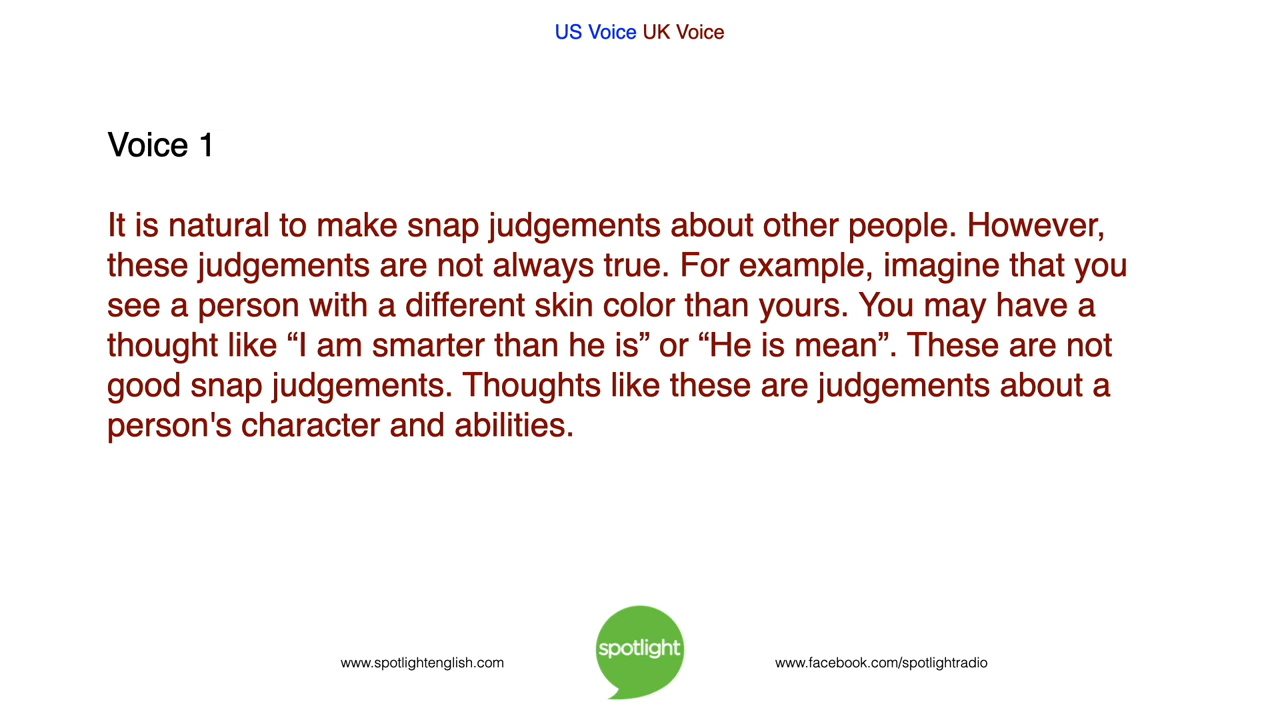 US Voice UK Voice
Voice 1
It is natural to make snap judgements about other people. However,
these judgements are not always true. For example, imagine that you
see a person with a different skin color than yours. You may have a
thought like “I am smarter than he is” or “He is mean”. These are not
good snap judgements. Thoughts like these are judgements about a
person's character and abilities.
www.spotlightenglish.com
spotlight
www.facebook.com/spotlightradio